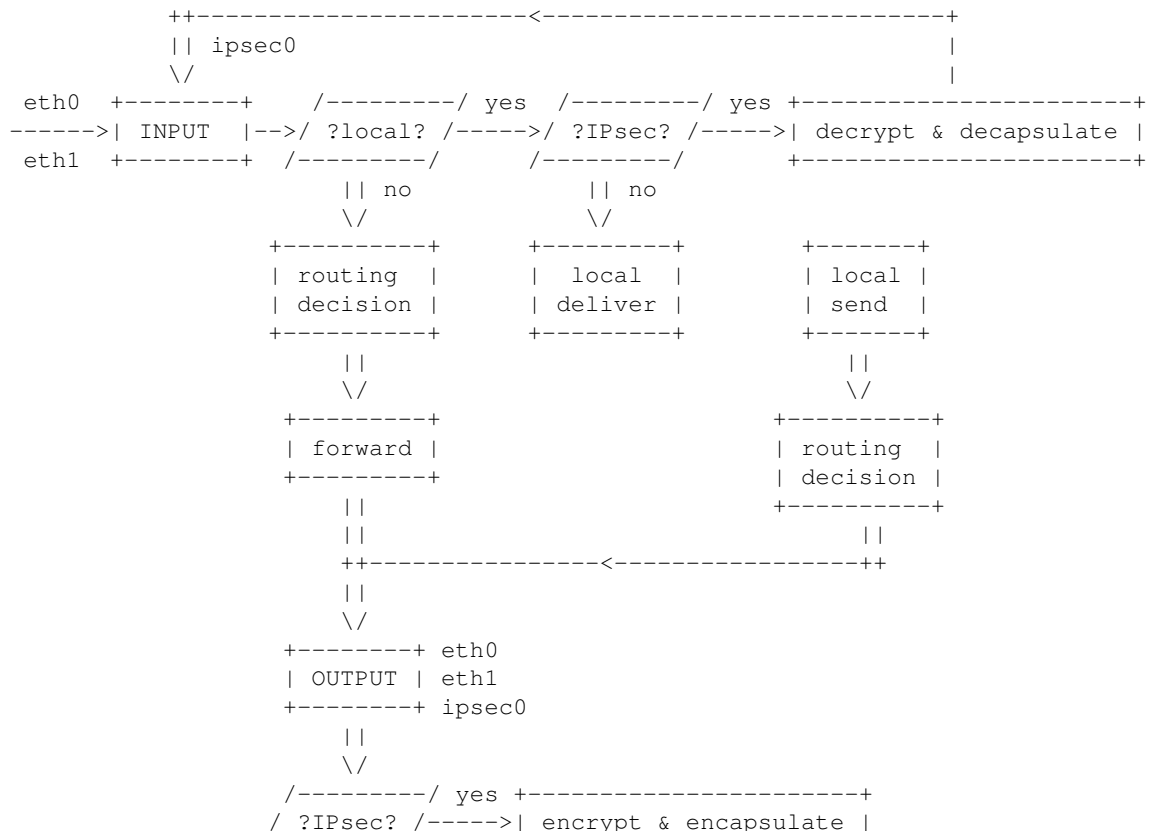 ++-----------------------<----------------------------+
        || ipsec0                                             |
        \/                                                    |
 eth0  +--------+    /---------/ yes  /---------/ yes +-----------------------+
------>| INPUT  |-->/ ?local? /----->/ ?IPsec? /----->| decrypt & decapsulate |
 eth1  +--------+  /---------/      /---------/       +-----------------------+
                       || no            || no
                       \/               \/
                  +----------+      +---------+        +-------+
                  | routing  |      |  local  |        | local |
                  | decision |      | deliver |        | send  |
                  +----------+      +---------+        +-------+
                       ||                                 ||
                       \/                                 \/
                   +---------+                       +----------+
                   | forward |                       | routing  |
                   +---------+                       | decision |
                       ||                            +----------+
                       ||                                  ||
                       ++----------------<-----------------++
                       ||
                       \/
                   +--------+ eth0
                   | OUTPUT | eth1
                   +--------+ ipsec0
                       ||
                       \/
                   /---------/ yes +-----------------------+
                  / ?IPsec? /----->| encrypt & encapsulate |